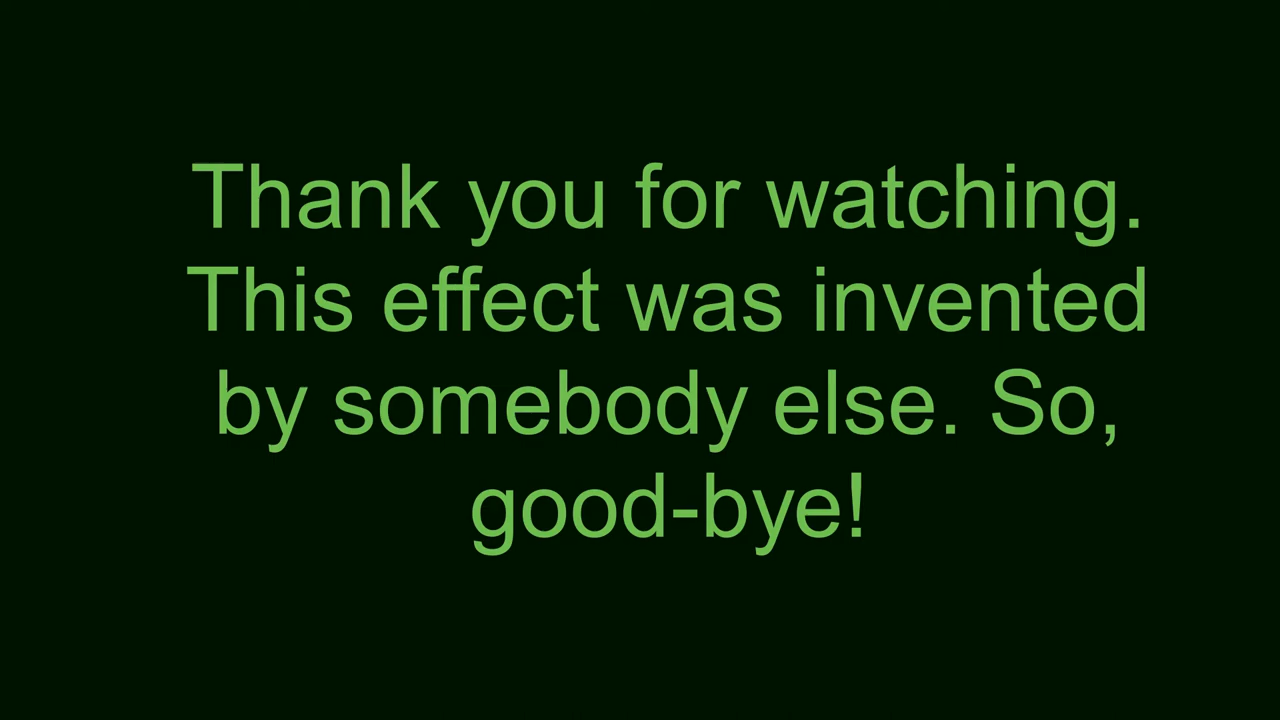 Thank you for watching.
This effect was invented
by somebody else. So,
good-bye!